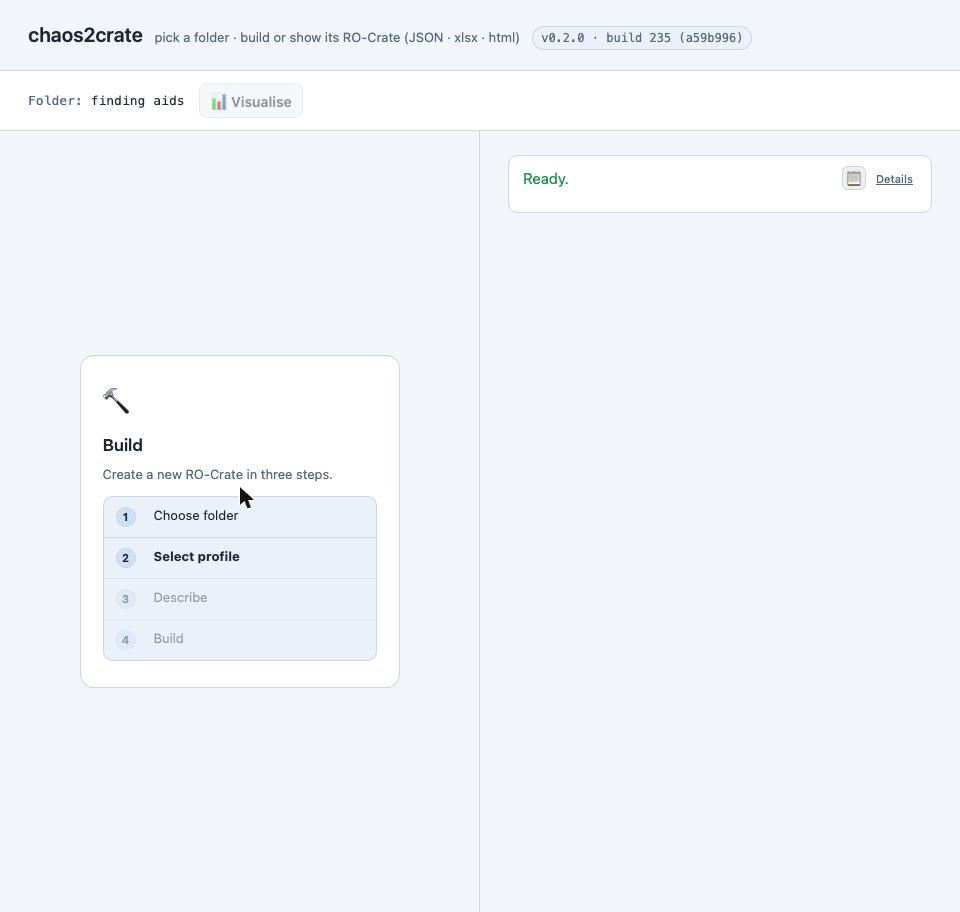 chaos2crate pick a folder · build or show its RO-Crate (JSON · xlsx · html) v0.2.0 · build 235 (a59b996)
Folder: finding aids Visualise
Ready. Details
Build
Create a new RO-Crate in three steps.
1 Choose folder
2 Select profile
3 Describe
4 Build